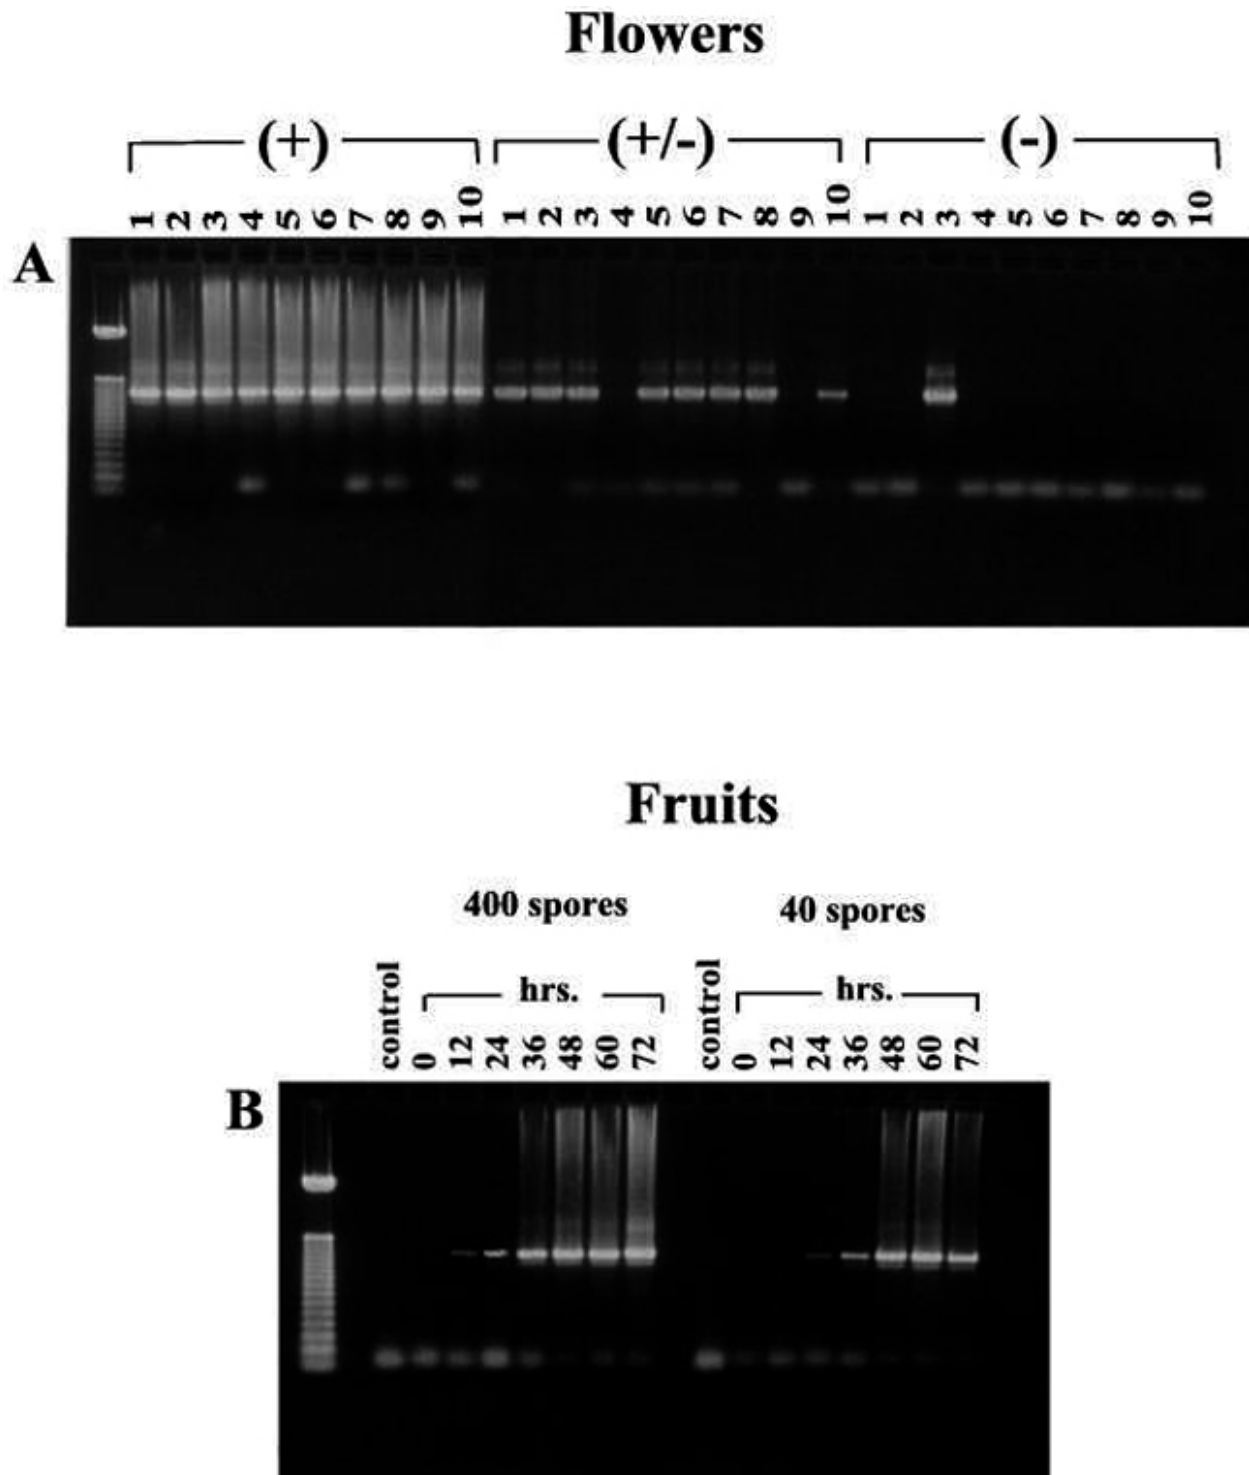 Flowers
(+) (+/-) (-)
1 2 3 4 5 6 7 8 9 10 1 2 3 4 5 6 7 8 9 10 1 2 3 4 5 6 7 8 9 10
A
Fruits
400 spores 40 spores
control hrs. control hrs.
0 12 24 36 48 60 72 0 12 24 36 48 60 72
B